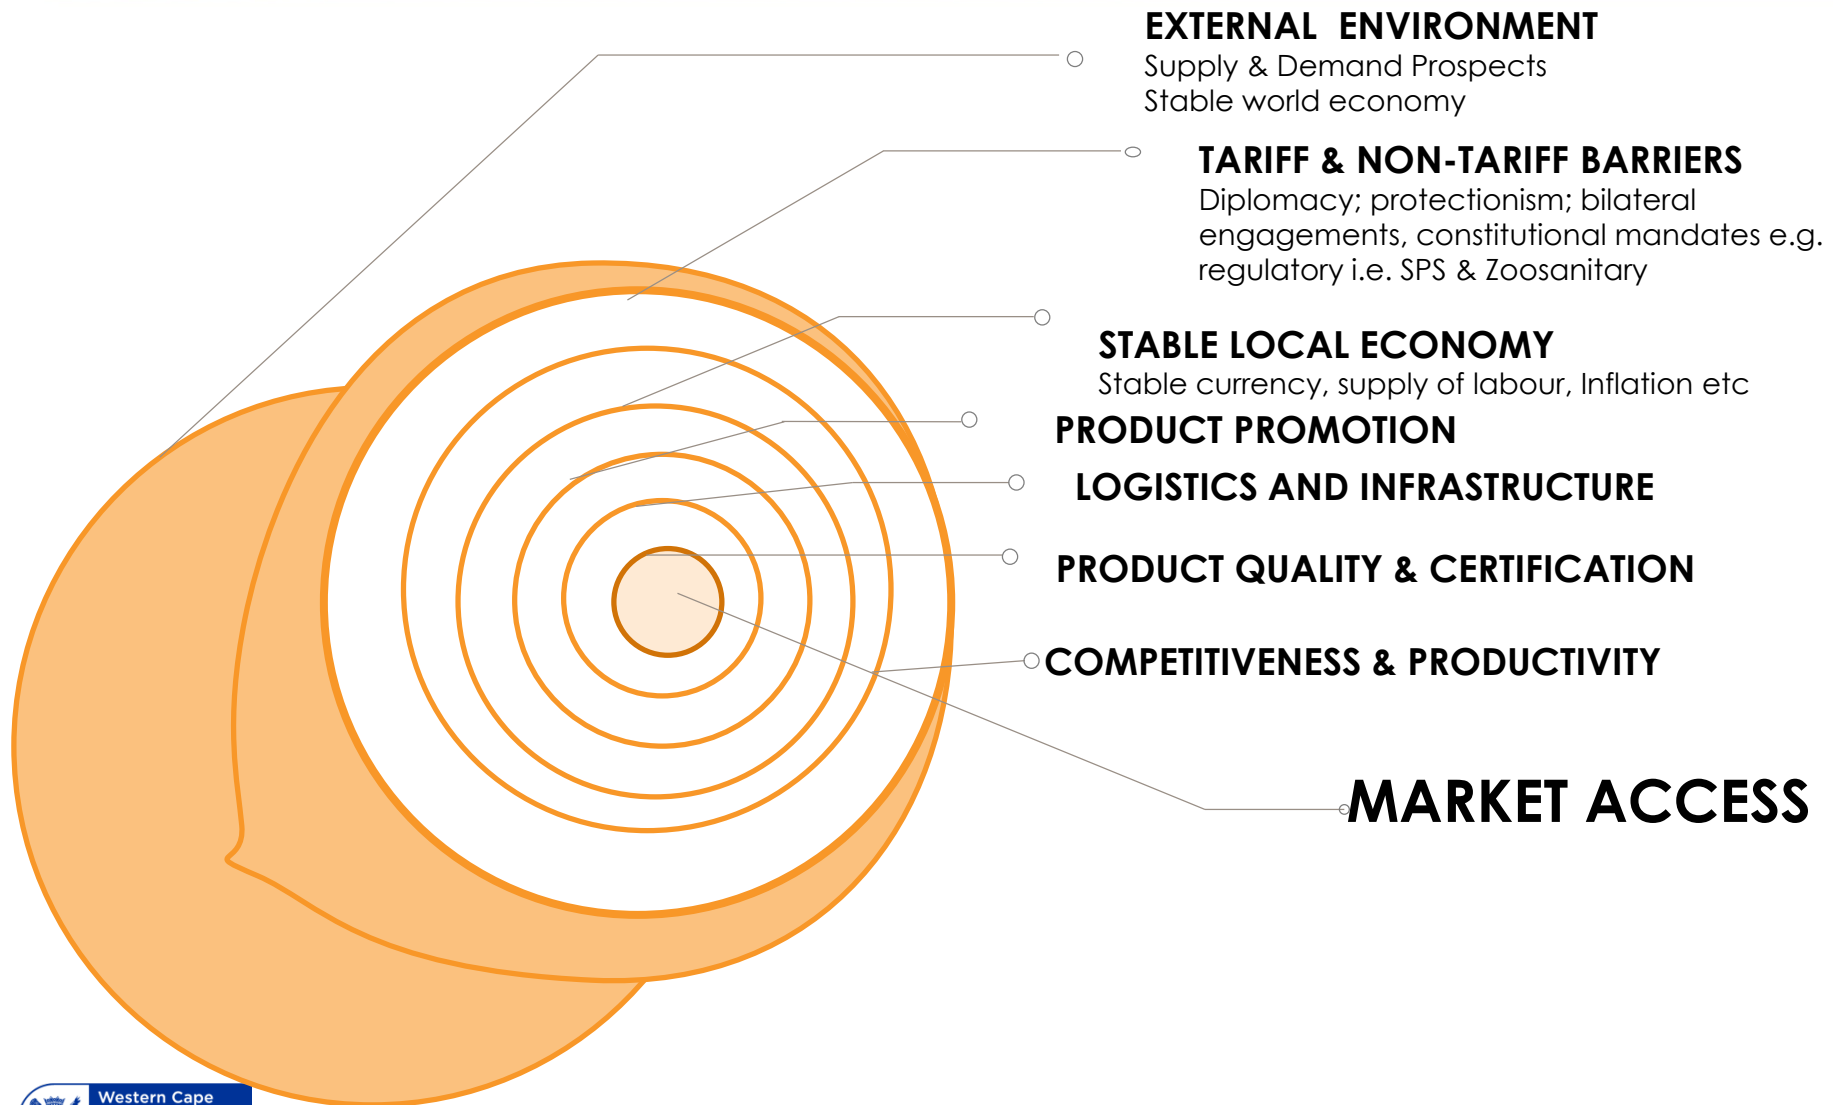 EXTERNAL ENVIRONMENT
Supply & Demand Prospects
Stable world economy
TARIFF & NON-TARIFF BARRIERS
Diplomacy; protectionism; bilateral
engagements, constitutional mandates e.g.
regulatory i.e. SPS & Zoosanitary
STABLE LOCAL ECONOMY
Stable currency, supply of labour, Inflation etc
PRODUCT PROMOTION
LOGISTICS AND INFRASTRUCTURE
PRODUCT QUALITY & CERTIFICATION
COMPETITIVENESS & PRODUCTIVITY
MARKET ACCESS
Western Cape